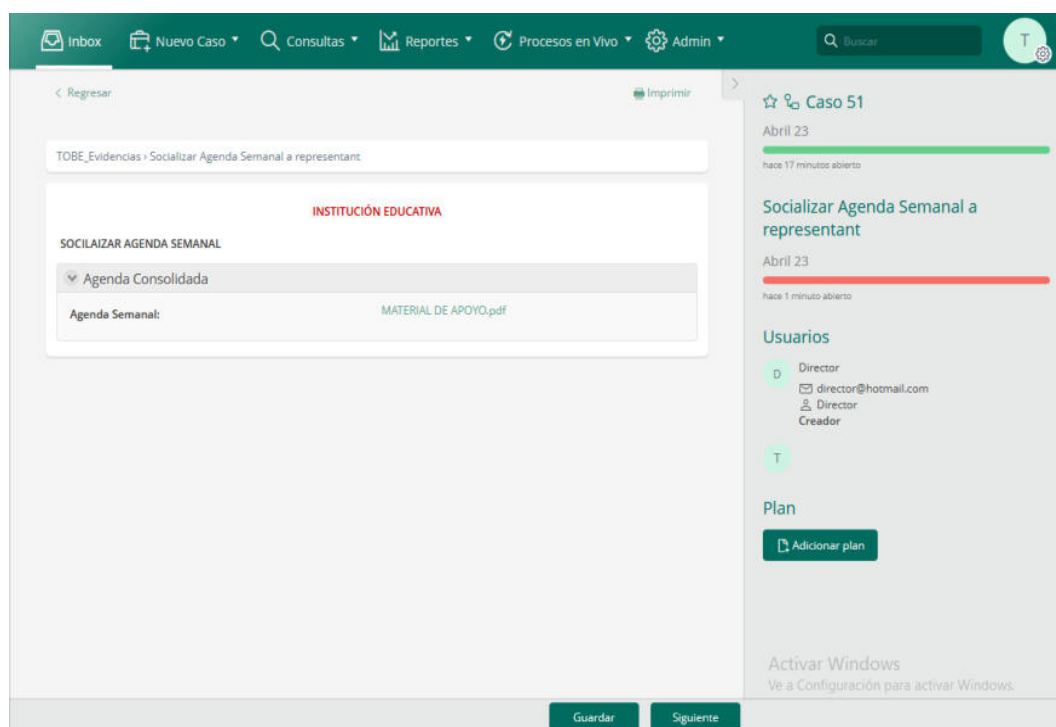 Inbox Nuevo Caso Consultas Reportes Procesos en Vivo Admin Buscar T
Regresar Imprimir
TOBE_Evidencias › Socializar Agenda Semanal a representant
INSTITUCIÓN EDUCATIVA
SOCILAIZAR AGENDA SEMANAL
Agenda Consolidada
Agenda Semanal: MATERIAL DE APOYO.pdf
Caso 51
Abril 23
hace 17 minutos abierto
Socializar Agenda Semanal a
representant
Abril 23
hace 1 minuto abierto
Usuarios
D Director
director@hotmail.com
Director
Creador
T
Plan
Adicionar plan
Activar Windows
Ve a Configuración para activar Windows.
Guardar Siguiente